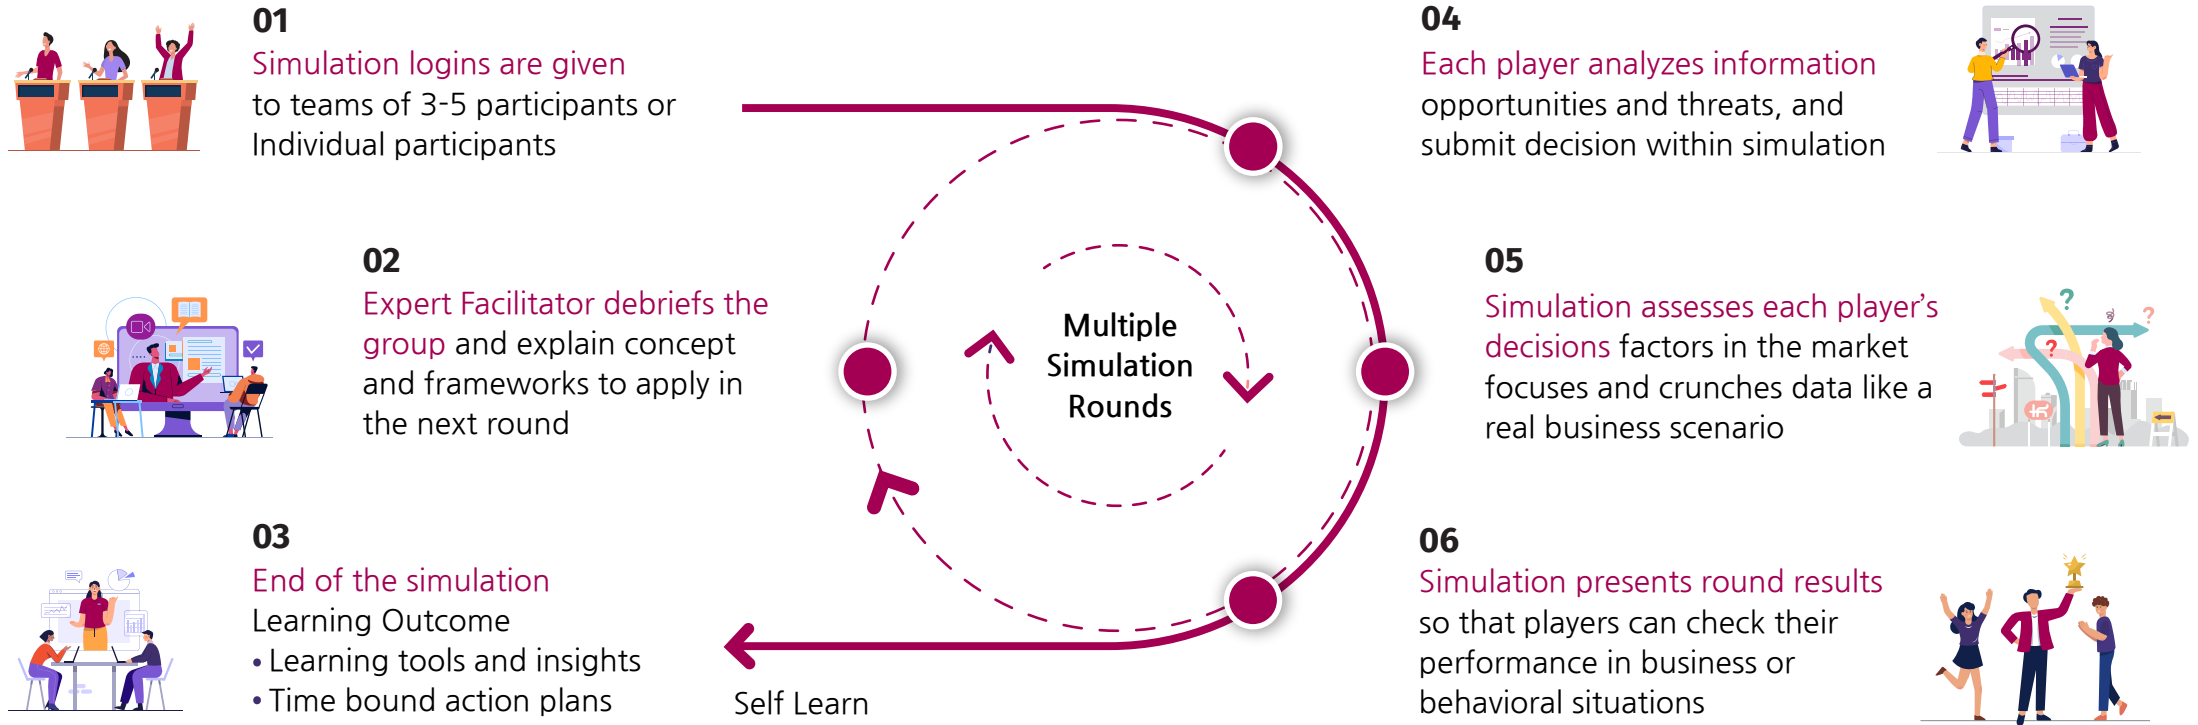 01
Simulation logins are given
to teams of 3-5 participants or
Individual participants
02
Expert Facilitator debriefs the
group and explain concept
and frameworks to apply in
the next round
03
End of the simulation
Learning Outcome
• Learning tools and insights
• Time bound action plans
Multiple
Simulation
Rounds
Self Learn
04
Each player analyzes information
opportunities and threats, and
submit decision within simulation
05
Simulation assesses each player’s
decisions factors in the market
focuses and crunches data like a
real business scenario
06
Simulation presents round results
so that players can check their
performance in business or
behavioral situations